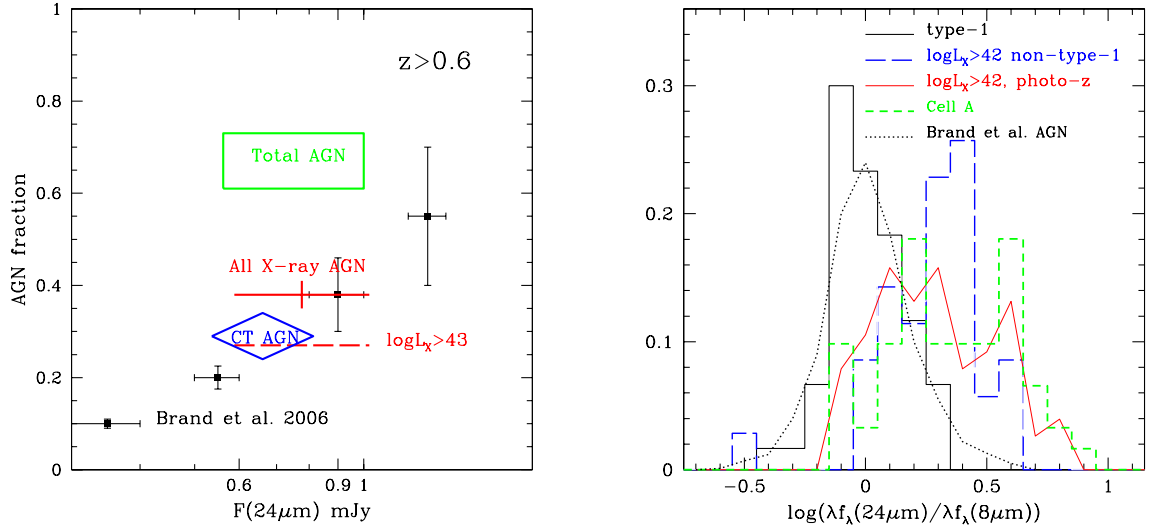 1
0.8
0.6
0.4
0.2
0
AGN fraction
z>0.6
Total AGN
All X-ray AGN
CT AGN
logLx>43
Brand et al. 2006
0.6
0.9
1
F(24μm) mJy
type-1
logLx>42 non-type-1
logLx>42, photo-z
Cell A
Brand et al. AGN
0.3
0.2
0.1
0
−0.5
0
0.5
1
log(λfλ(24μm)/λfλ(8μm))